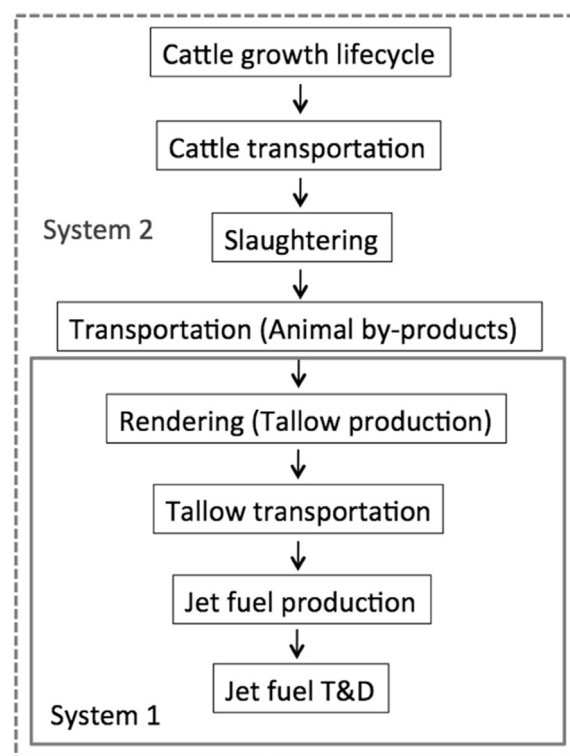 Cattle growth lifecycle
Cattle transportation
System 2
Slaughtering
Transportation (Animal by-products)
Rendering (Tallow production)
Tallow transportation
Jet fuel production
Jet fuel T&D
System 1